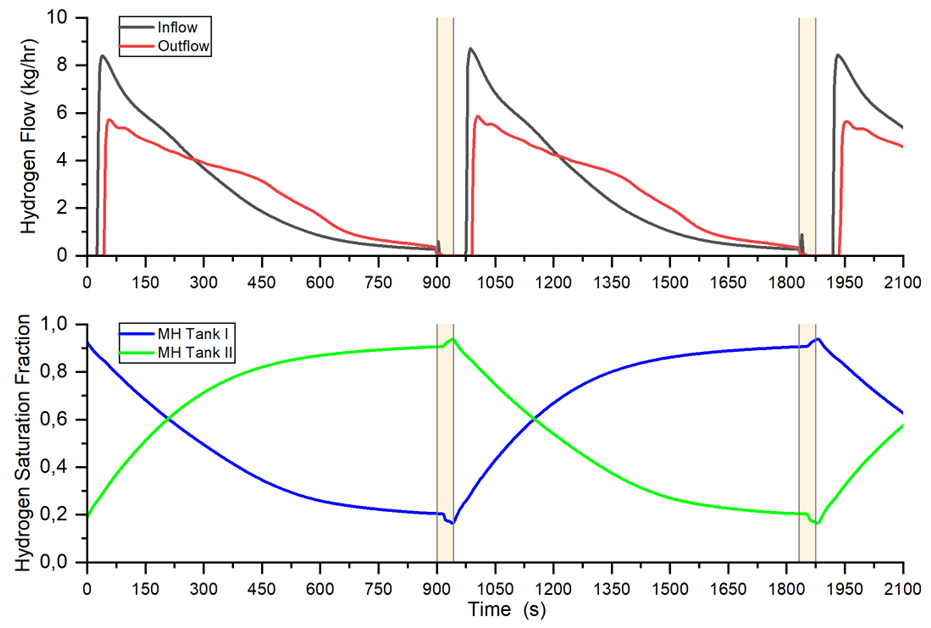 Hydrogen Flow (kg/hr)
10
8
6
4
2
0
Inflow
Outflow
0 150 300 450 600 750 900 1050 1200 1350 1500 1650 1800 1950 2100
Hydrogen Saturation Fraction
1,0
0,8
0,6
0,4
0,2
0,0
MH Tank I
MH Tank II
0 150 300 450 600 750 900 1050 1200 1350 1500 1650 1800 1950 2100
Time (s)